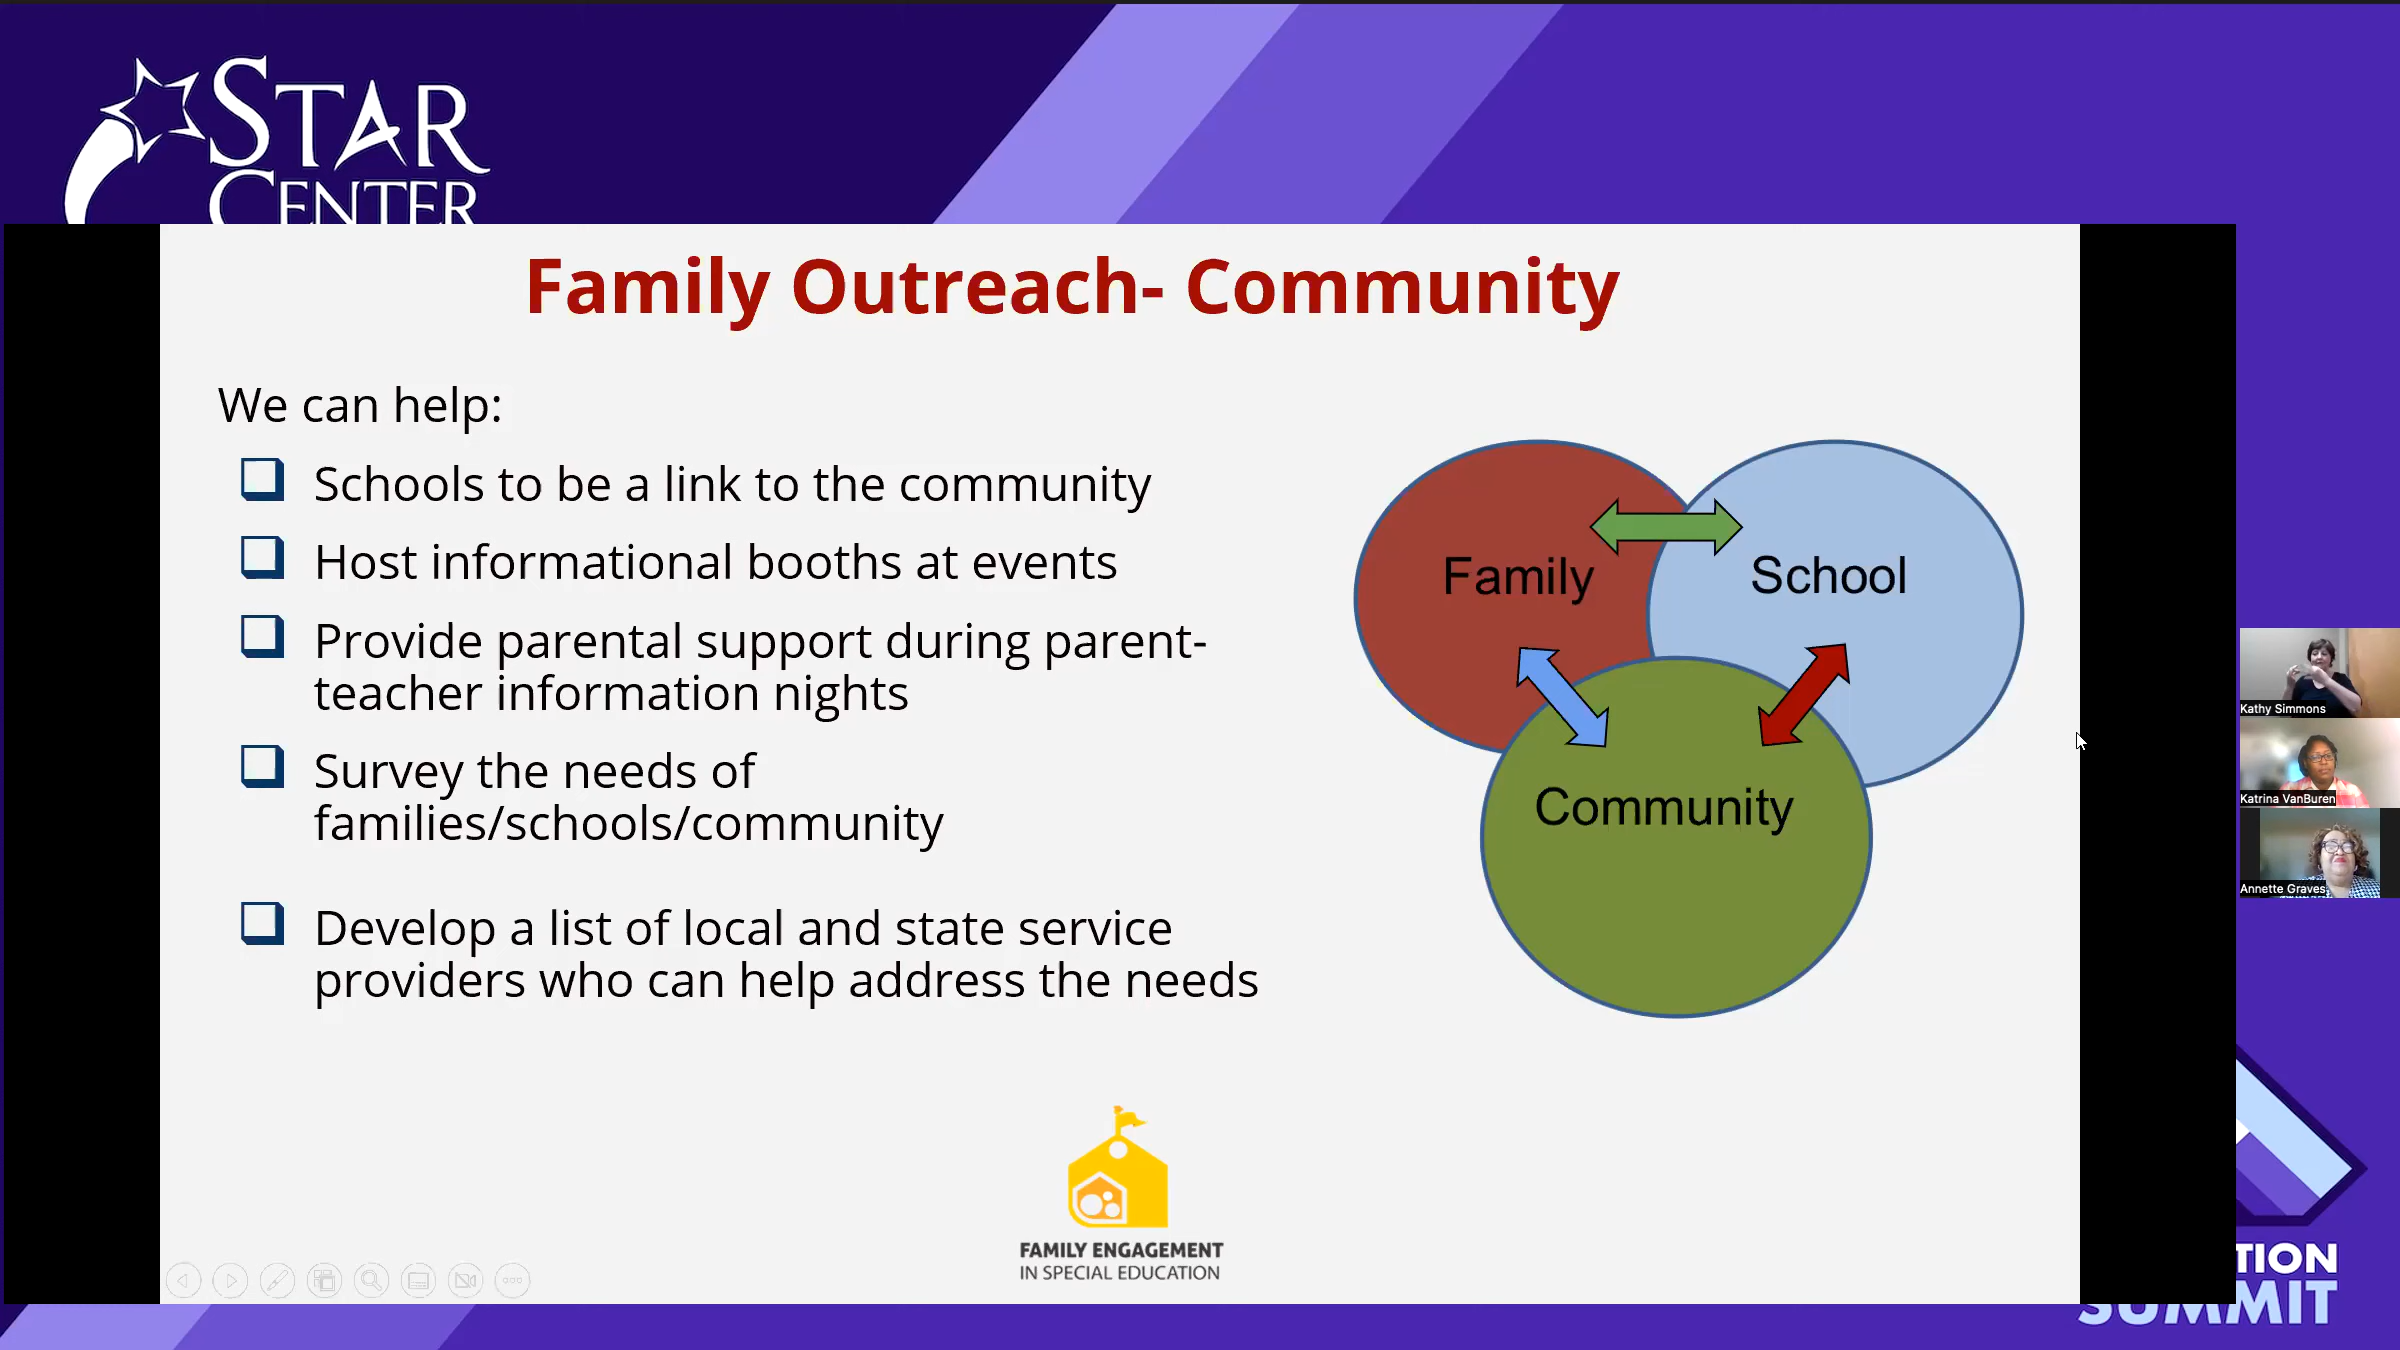 STAR
CENTER
Family Outreach- Community
We can help:
Schools to be a link to the community
Host informational booths at events
Provide parental support during parent-
teacher information nights
Survey the needs of
families/schools/community
Develop a list of local and state service
providers who can help address the needs
Family
School
Community
Kathy Simmons
Katrina VanBuren
Annette Graves
FAMILY ENGAGEMENT
IN SPECIAL EDUCATION
TION
SUMMIT